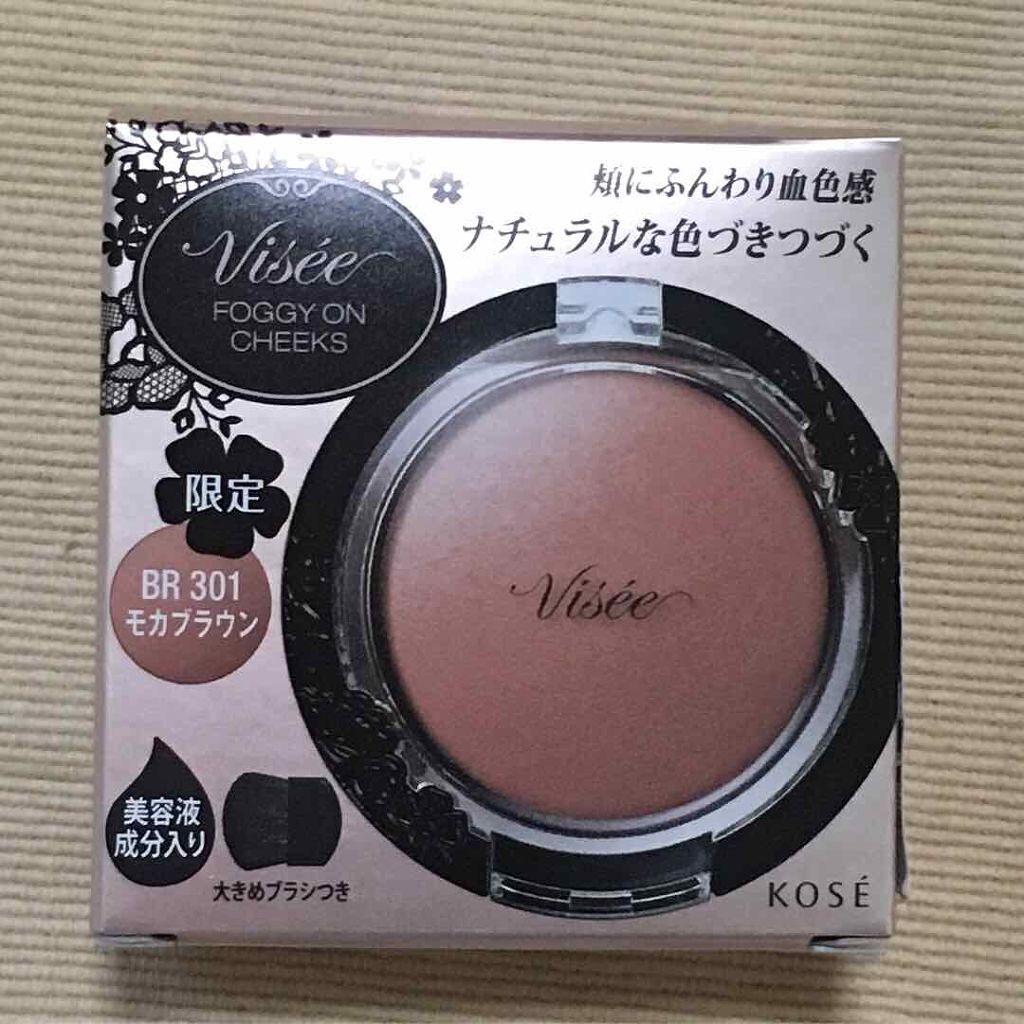 頬にふんわり血色感
ナチュラルな色づきつづく
Visée
FOGGY ON
CHEEKS
限定
BR 301
モカブラウン
Visée
美容液
成分入り
大きめブラシつき
KOSÉ